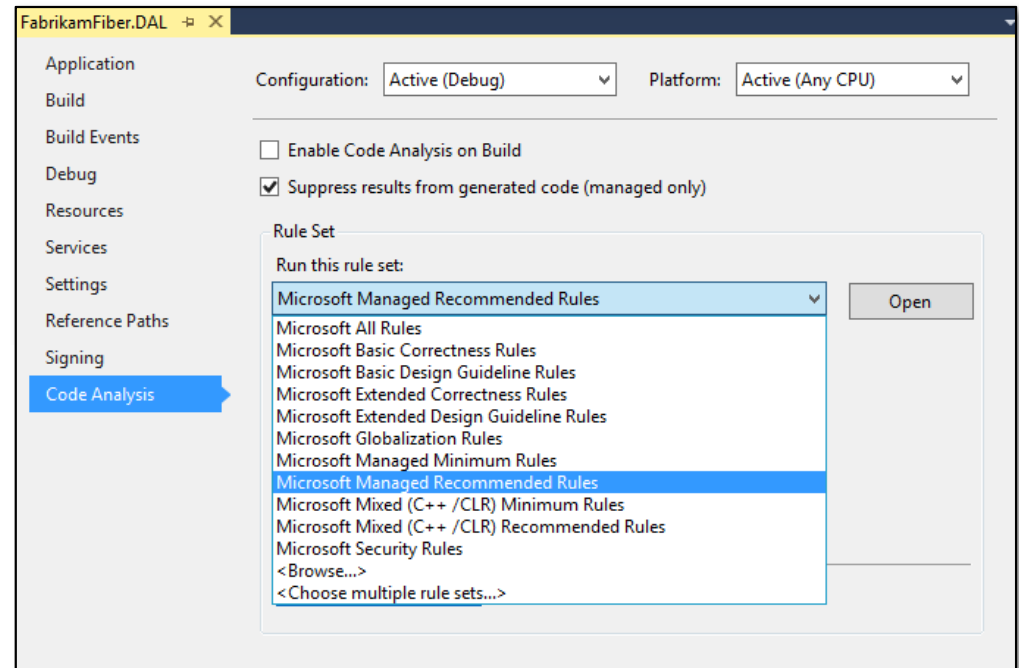 FabrikamFiber.DAL
Application
Build
Build Events
Debug
Resources
Services
Settings
Reference Paths
Signing
Code Analysis
Configuration: Active (Debug) Platform: Active (Any CPU)
Enable Code Analysis on Build
Suppress results from generated code (managed only)
Rule Set
Run this rule set:
Microsoft Managed Recommended Rules Open
Microsoft All Rules
Microsoft Basic Correctness Rules
Microsoft Basic Design Guideline Rules
Microsoft Extended Correctness Rules
Microsoft Extended Design Guideline Rules
Microsoft Globalization Rules
Microsoft Managed Minimum Rules
Microsoft Managed Recommended Rules
Microsoft Mixed (C++ /CLR) Minimum Rules
Microsoft Mixed (C++ /CLR) Recommended Rules
Microsoft Security Rules
<Browse...>
<Choose multiple rule sets...>